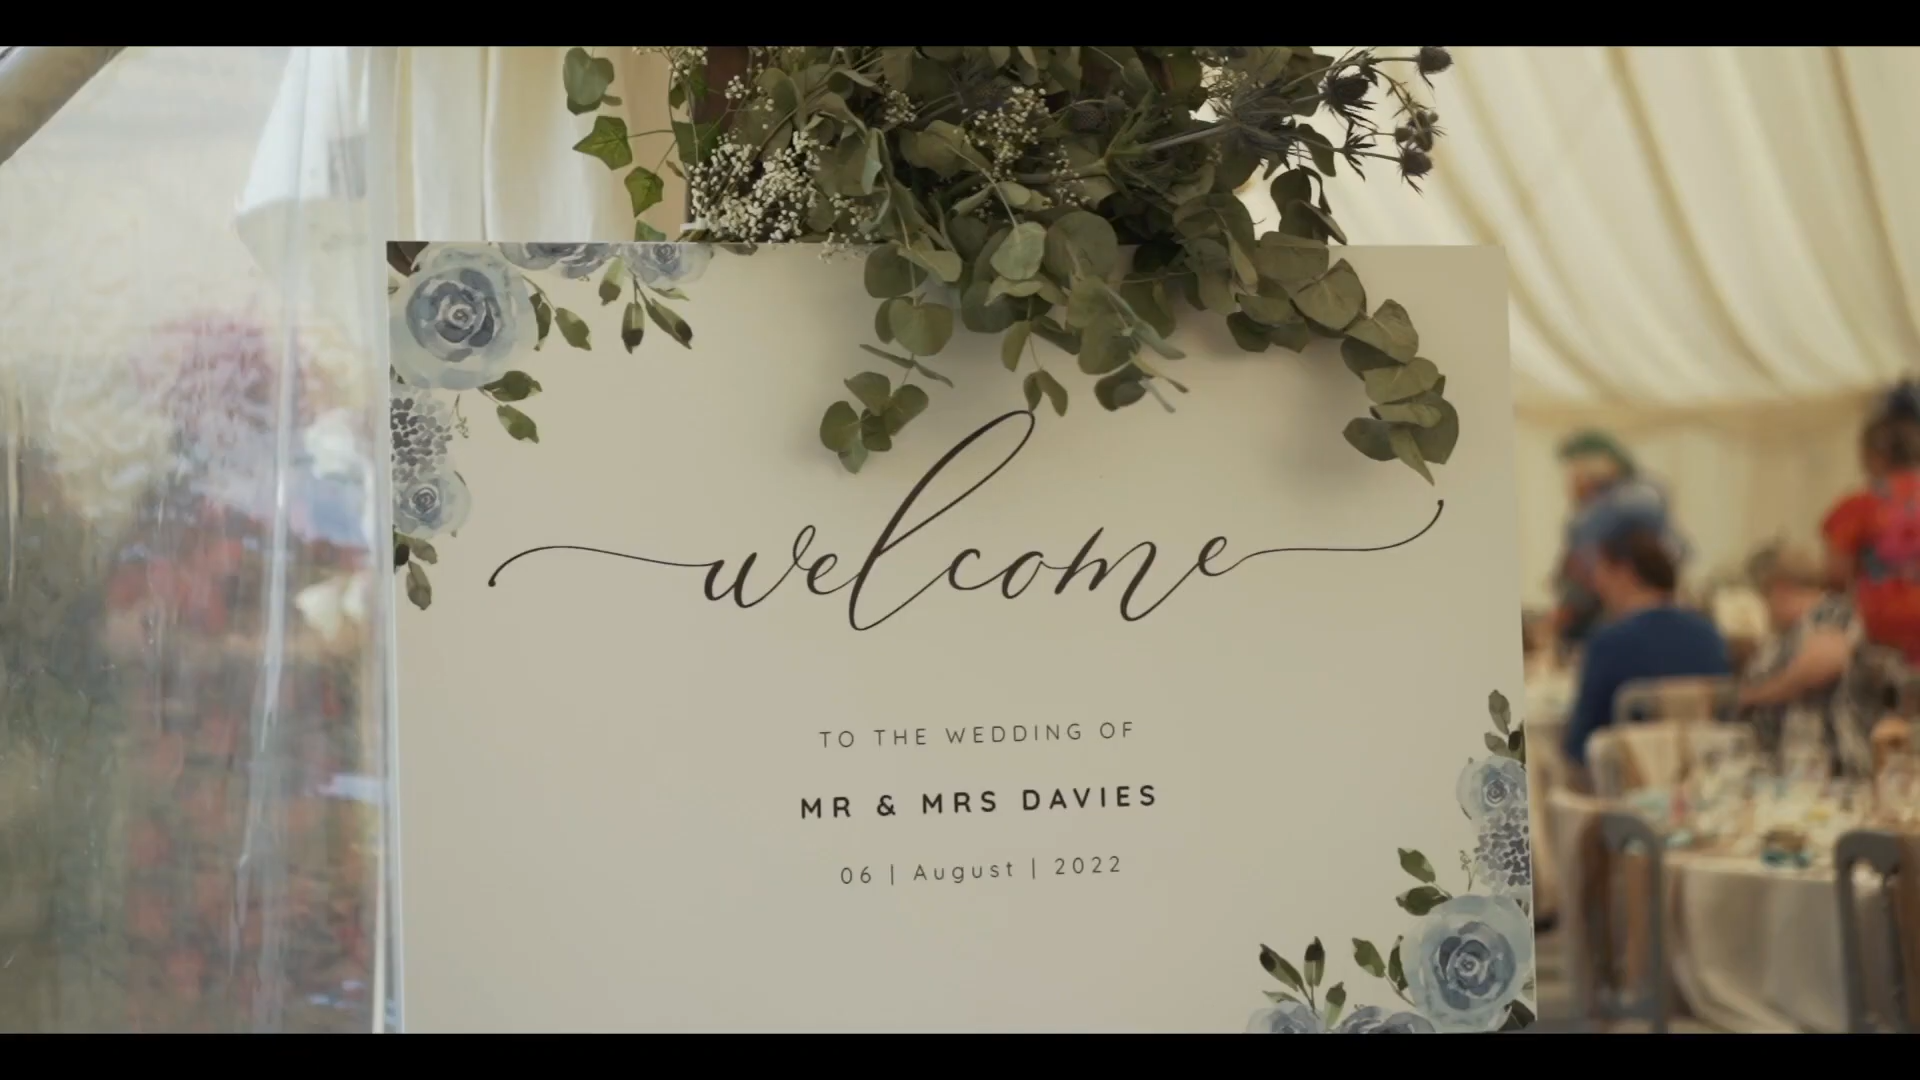 welcome
TO THE WEDDING OF
MR & MRS DAVIES
06 | August | 2022